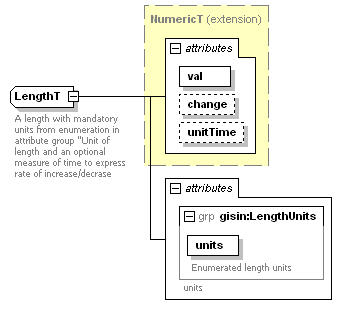 NumericT (extension)
attributes
val
change
unitTime
LengthT
A length with mandatory
units from enumeration in
attribute group "Unit of
length and an optional
measure of time to express
rate of increase/decrase
attributes
grp gisin:LengthUnits
units
Enumerated length units
units